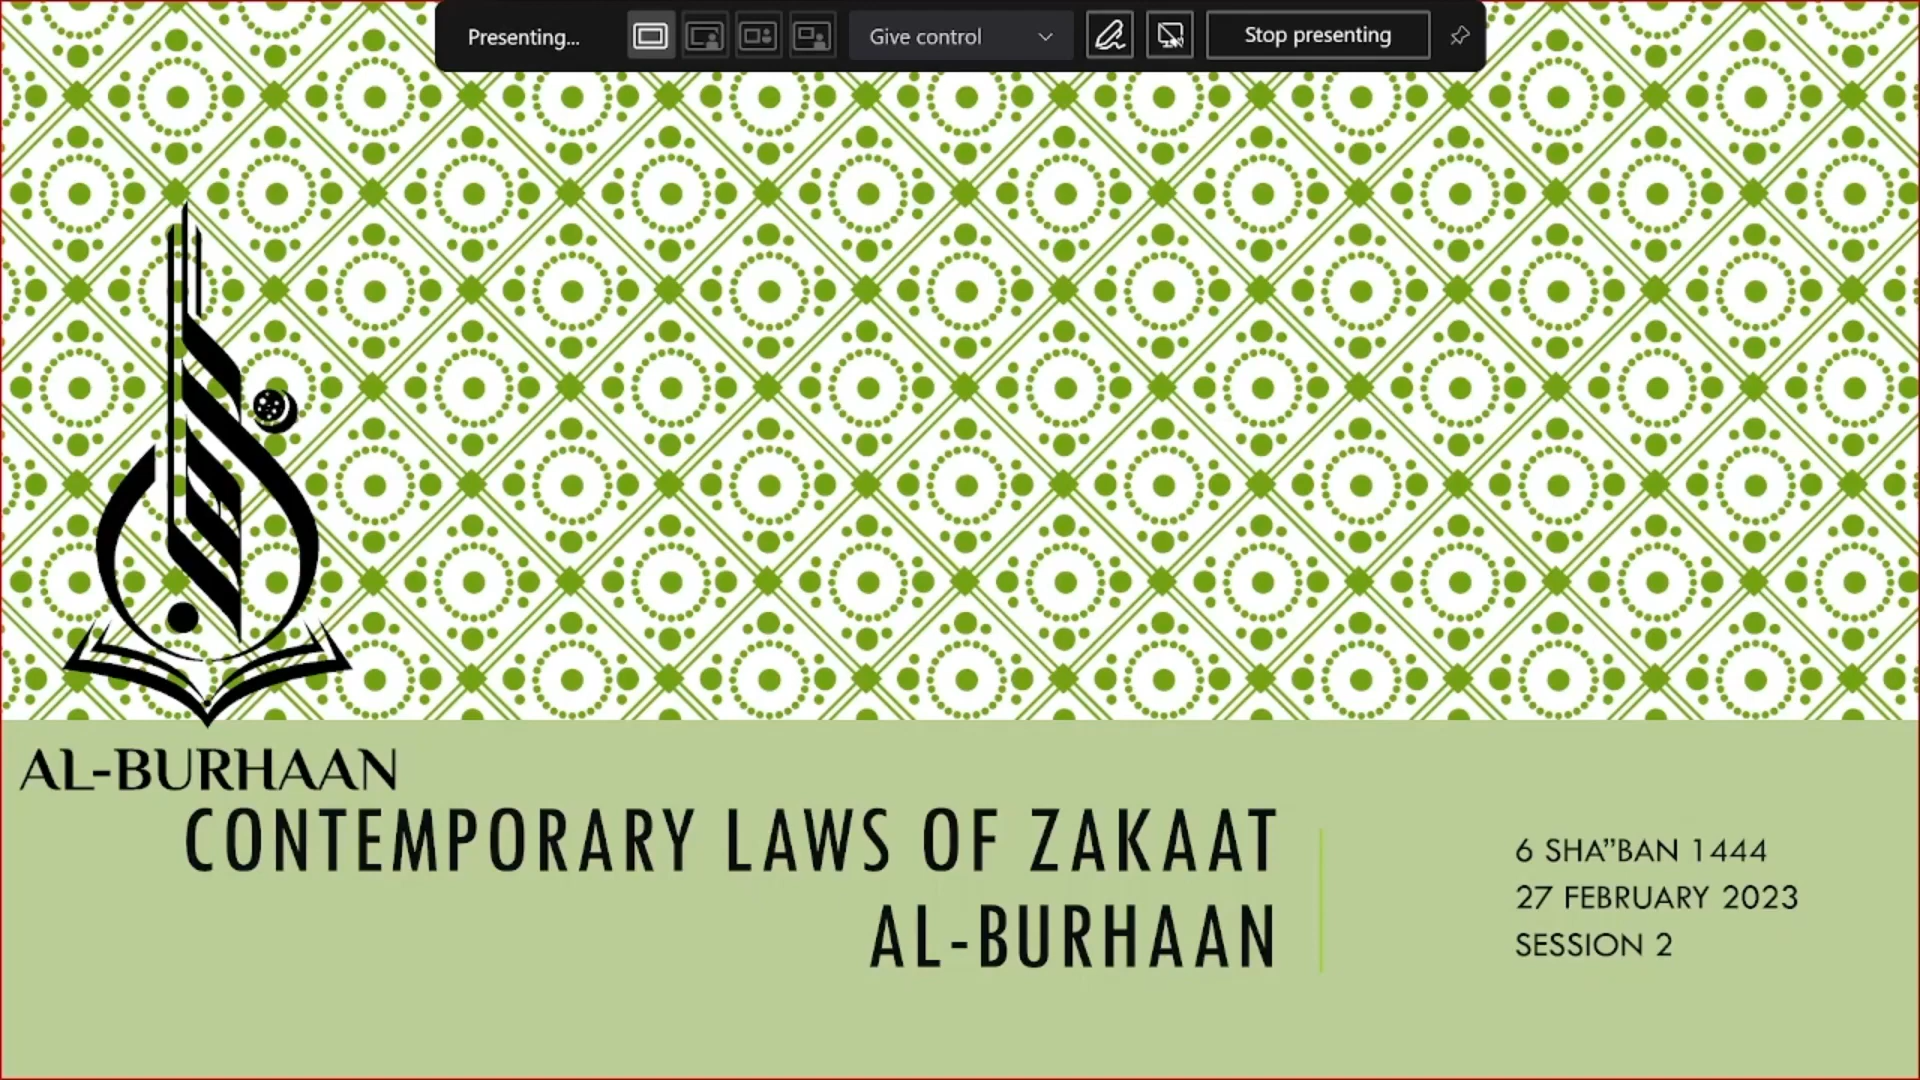 Presenting...
Give control
Stop presenting
AL-BURHAAN
CONTEMPORARY LAWS OF ZAKAAT
AL-BURHAAN
6 SHA”BAN 1444
27 FEBRUARY 2023
SESSION 2